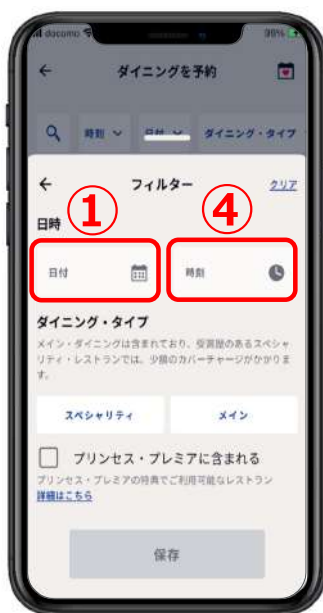 docomo
99%
ダイニングを予約
時刻
日付
ダイニング・タイプ
フィルター
クリア
① ④
日時
日付
時刻
ダイニング・タイプ
メイン・ダイニングは含まれており、受賞歴のあるスペシャ
リティ・レストランでは、少額のカバーチャージがかかりま
す。
スペシャリティ
メイン
プリンセス・プレミアに含まれる
プリンセス・プレミアの特典でご利用可能なレストラン
詳細はこちら
保存